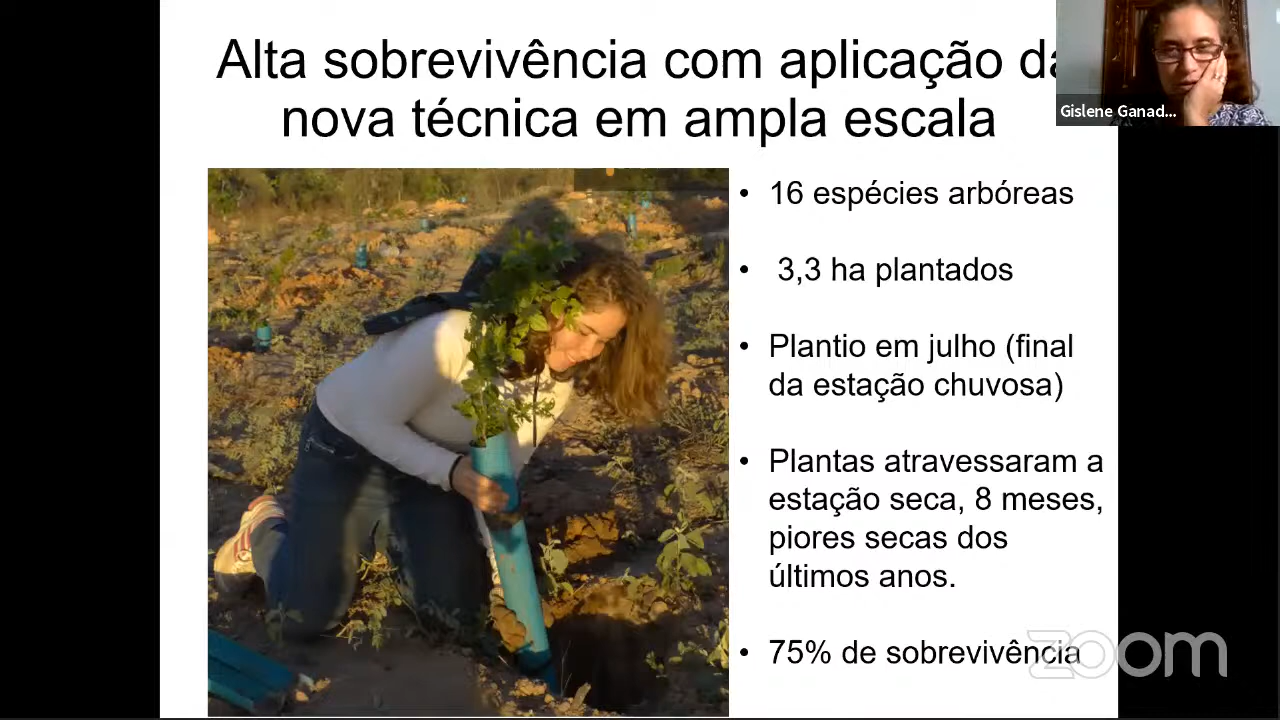 Alta sobrevivência com aplicação da
nova técnica em ampla escala
Gislene Ganad...
• 16 espécies arbóreas
• 3,3 ha plantados
• Plantio em julho (final
da estação chuvosa)
• Plantas atravessaram a
estação seca, 8 meses,
piores secas dos
últimos anos.
• 75% de sobrevivência
zoom